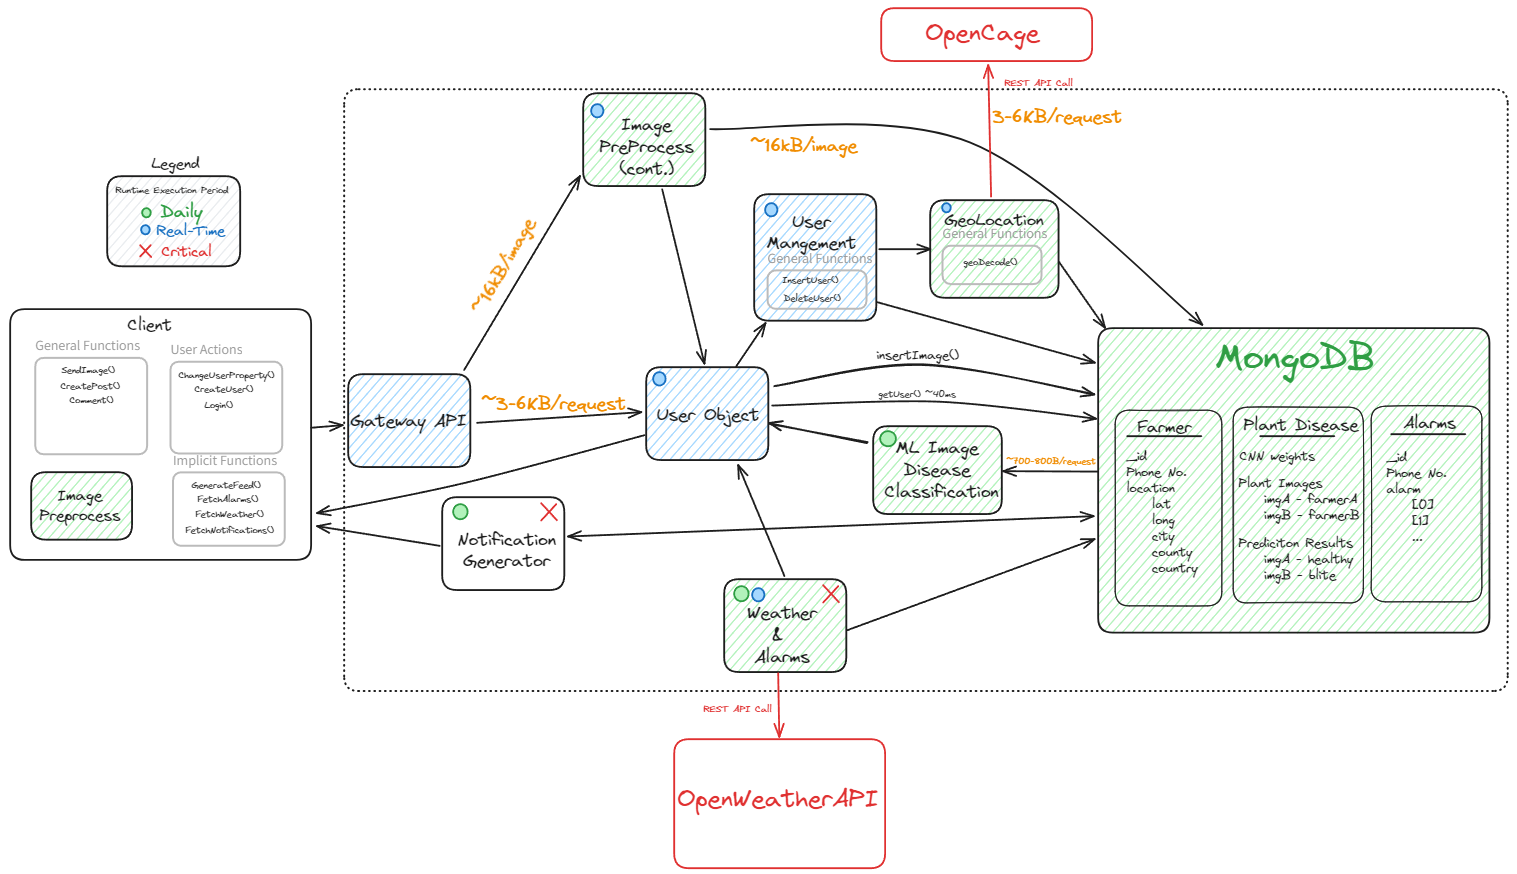 OpenCage
REST API Call
3-6KB/request
Image
PreProcess
(cont.)
~16kB/image
Legend
Runtime Execution Period
Daily
Real-Time
Critical
User
Mangement
General Functions
InsertUser()
DeleteUser()
GeoLocation
General Functions
geoDecode()
~16kB/image
Client
General Functions
SendImage()
CreatePost()
Comment()
User Actions
ChangeUserProperty()
CreateUser()
Login()
Implicit Functions
GenerateFeed()
FetchAlarms()
FetchWeather()
FetchNotifications()
Image
Preprocess
Gateway API
~3-6KB/request
User Object
insertImage()
getUser() ~40ms
ML Image
Disease
Classification
~700-800B/request
MongoDB
Farmer
_id
Phone No.
location
lat
long
city
county
country
Plant Disease
CNN weights
Plant Images
imgA - farmerA
imgB - farmerB
Prediciton Results
imgA - healthy
imgB - blite
Alarms
_id
Phone No.
alarm
[0]
[1]
...
Notification
Generator
Weather
&
Alarms
REST API Call
OpenWeatherAPI